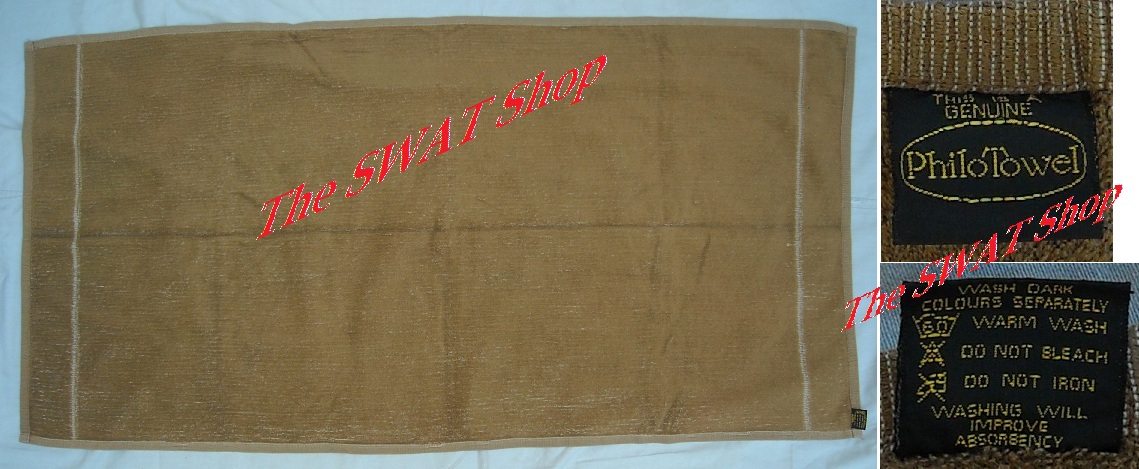 The SWAT Shop
THIS IS A
GENUINE
PhiloTowel
The SWAT Shop
WASH DARK
COLOURS SEPARATELY
60 WARM WASH
DO NOT BLEACH
DO NOT IRON
WASHING WILL
IMPROVE
ABSORBENCY